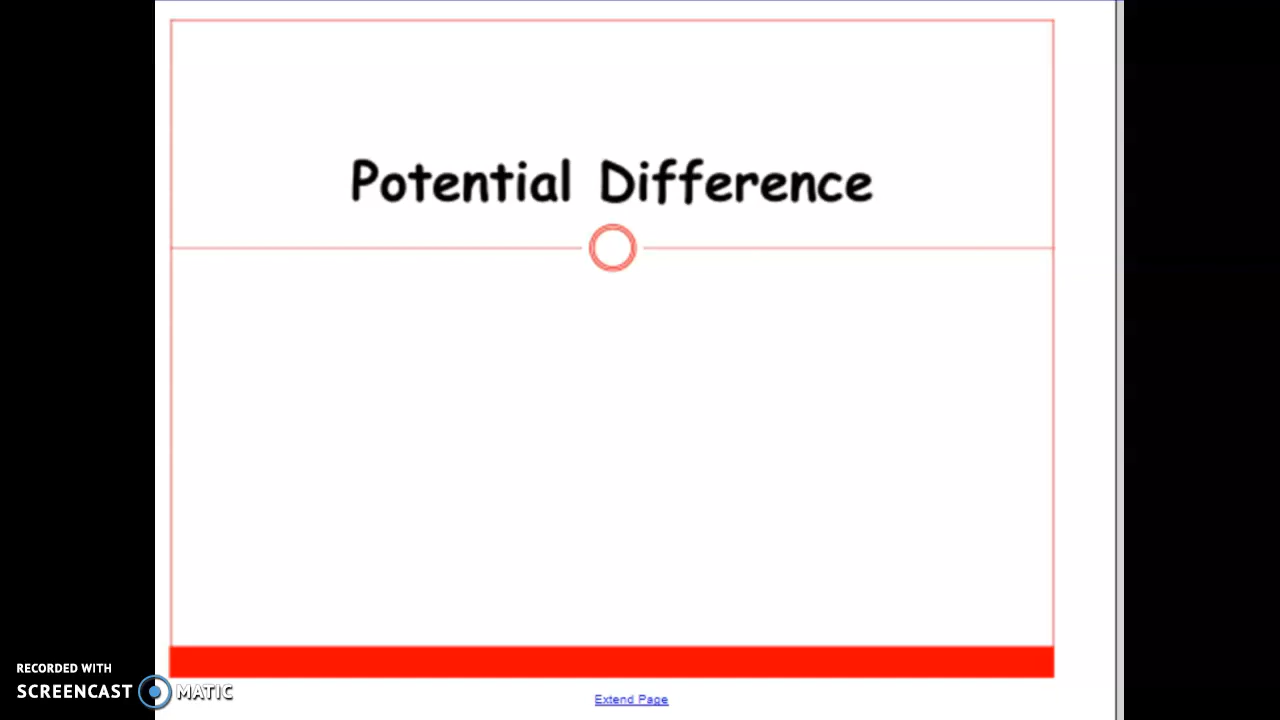 Potential Difference
RECORDED WITH
SCREENCAST MATIC
Extend Page